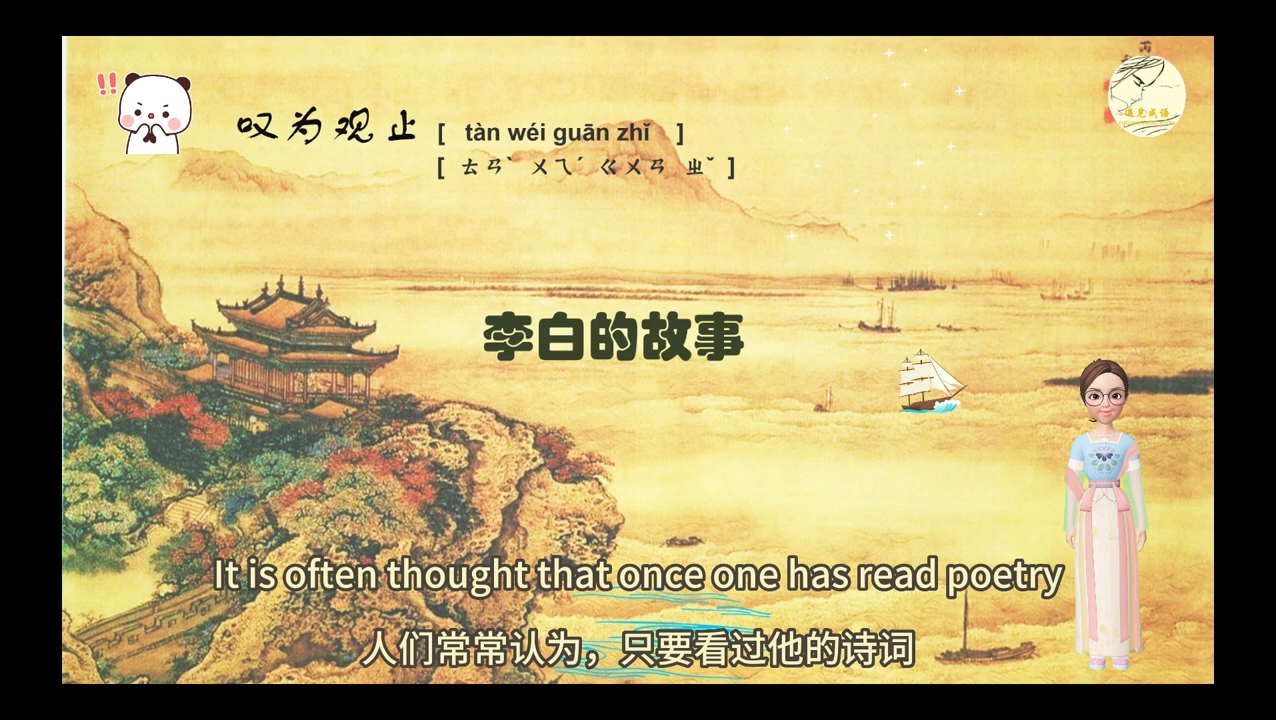 叹为观止 [ tàn wéi guān zhǐ ]
[ ㄊㄢˋ ㄨㄟˊ ㄍㄨㄢ ㄓˇ ]
李白的故事
It is often thought that once one has read poetry
人们常常认为，只要看过他的诗词